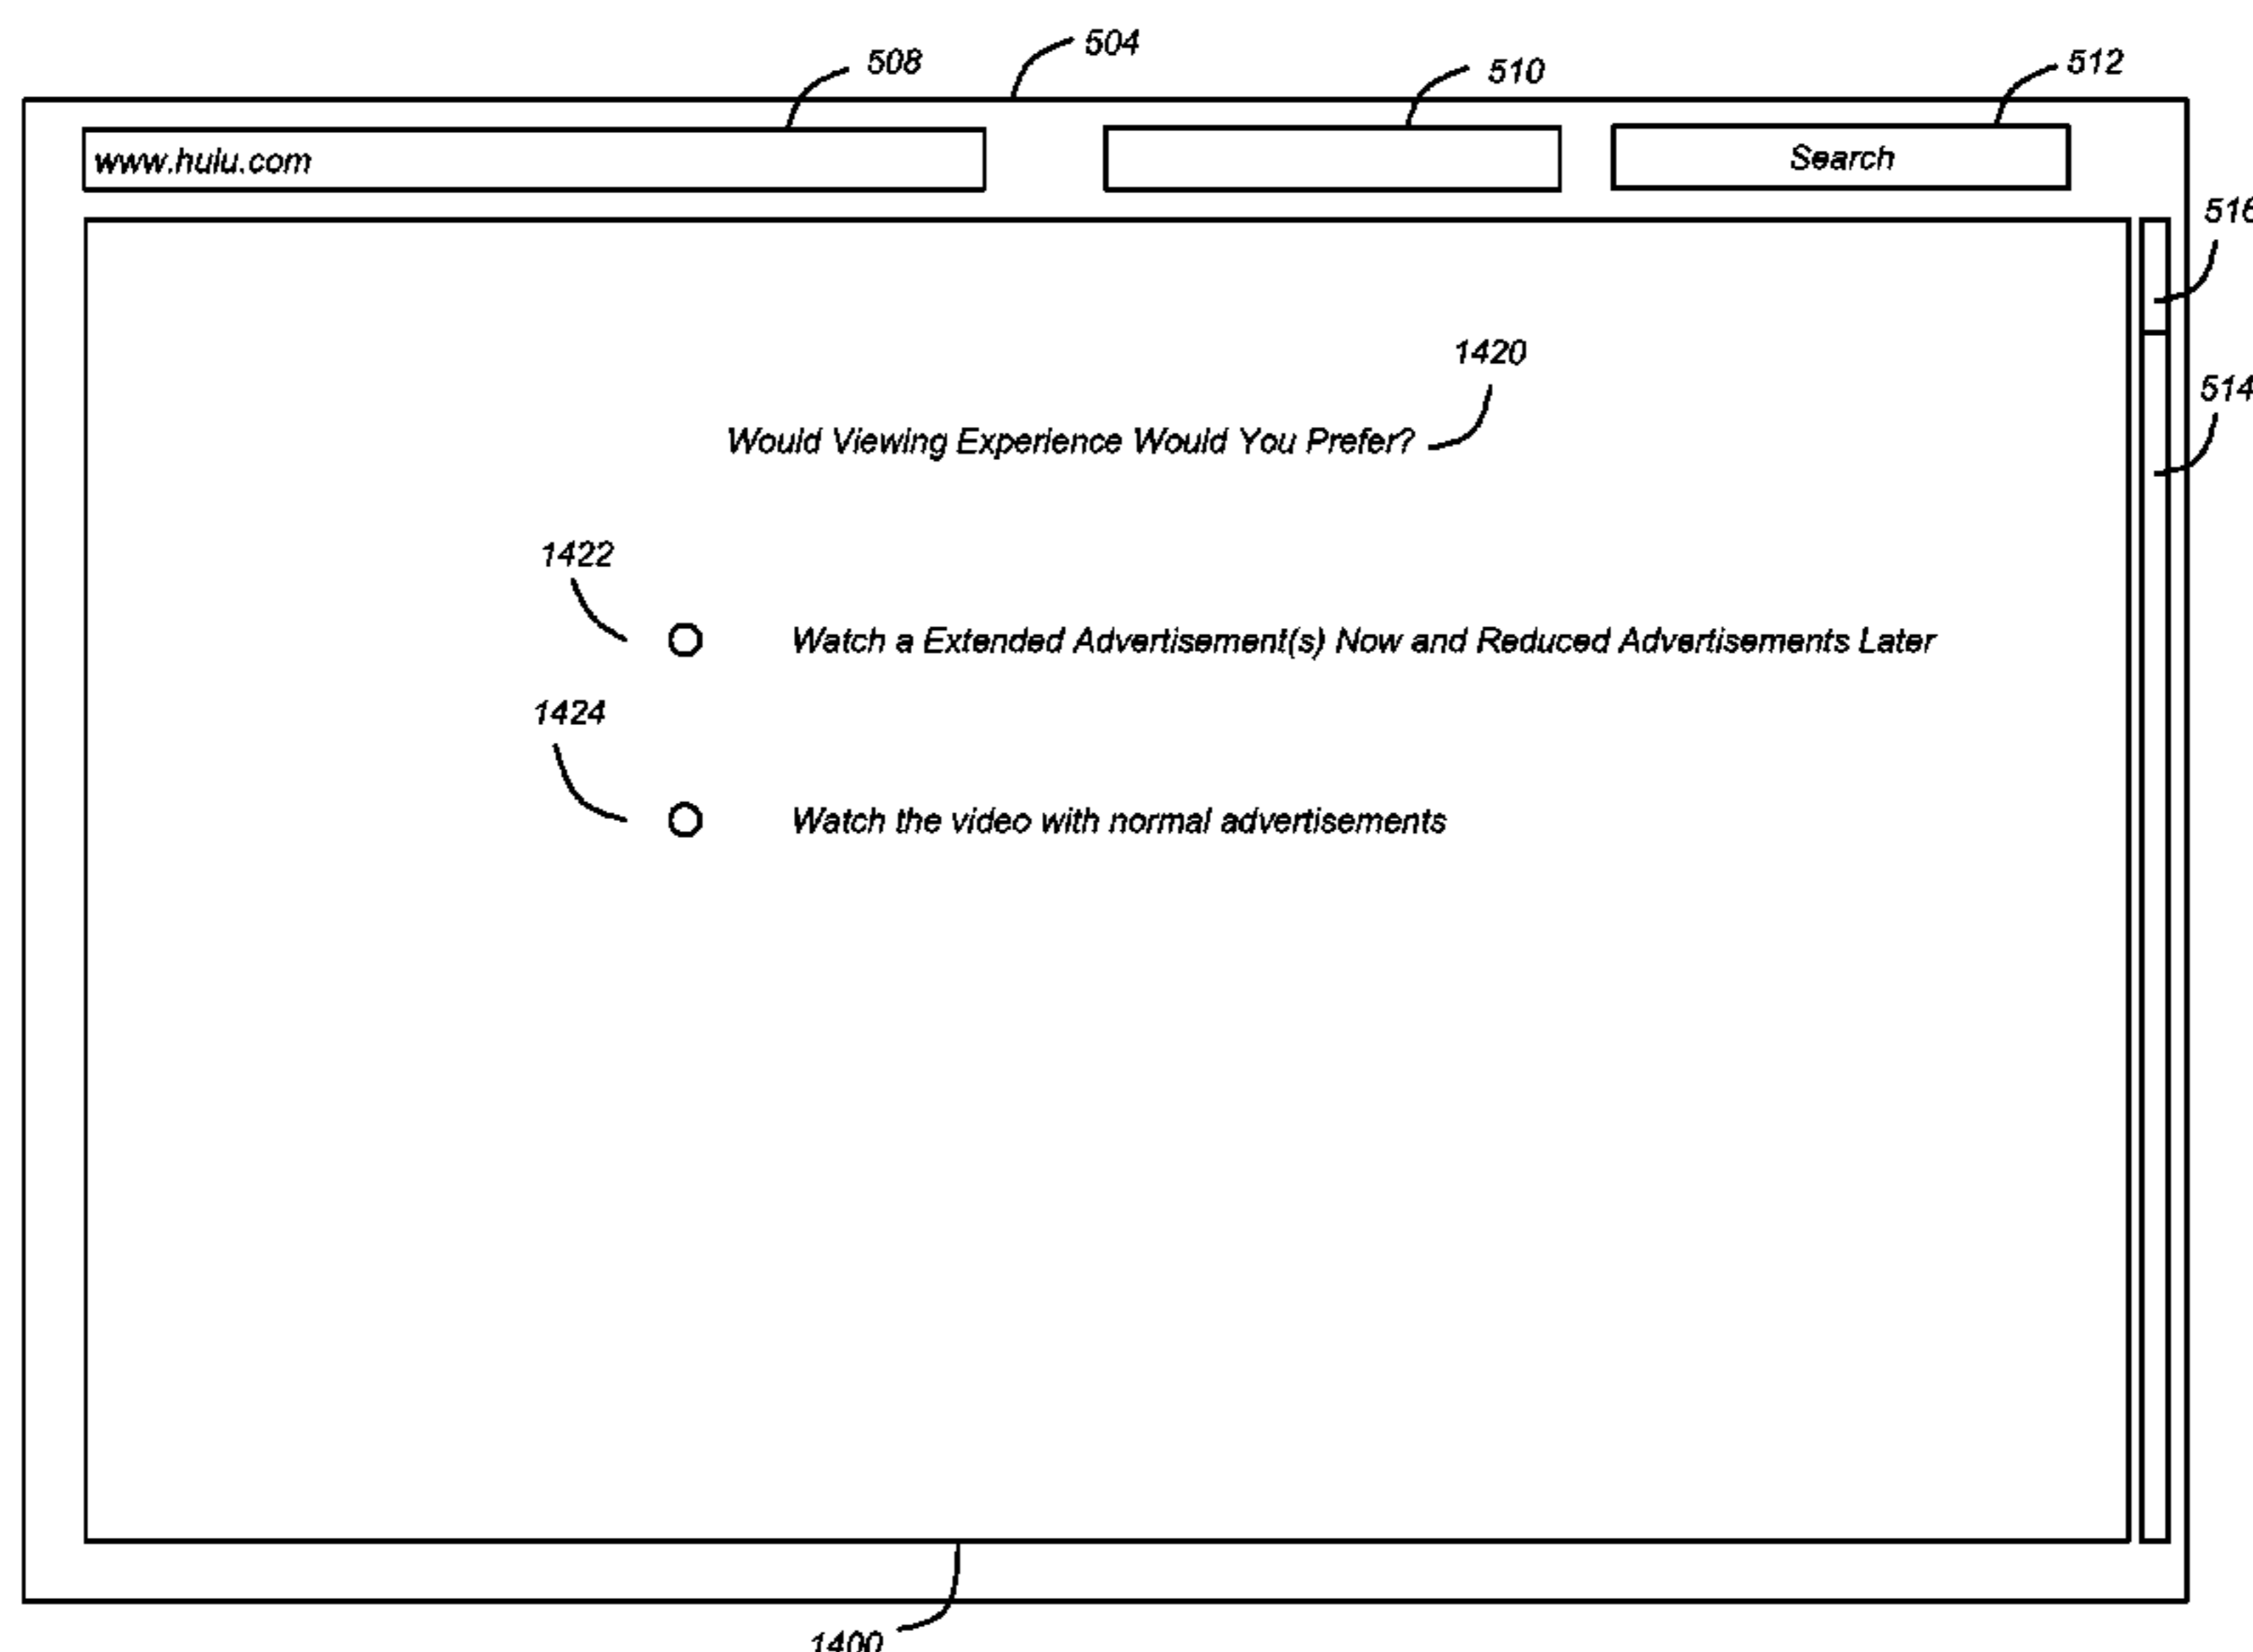 504
508
510
512
www.hulu.com
Search
516
1420
514
Would Viewing Experience Would You Prefer?
1422
Watch a Extended Advertisement(s) Now and Reduced Advertisements Later
1424
Watch the video with normal advertisements
1400